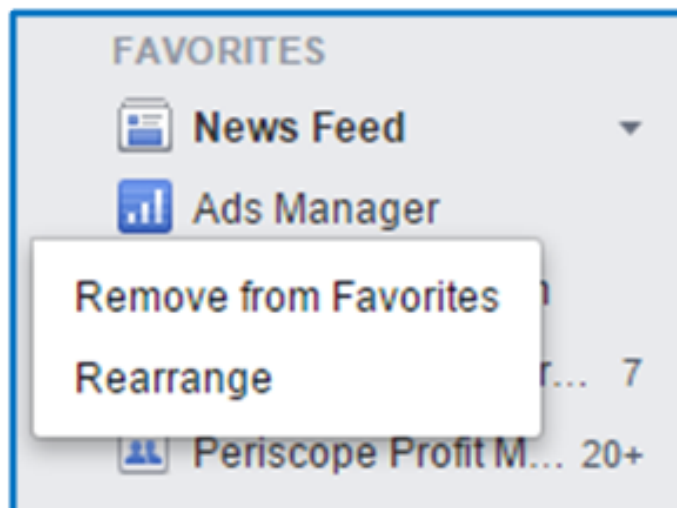 FAVORITES
News Feed
Ads Manager
Remove from Favorites
Rearrange
7
Periscope Profit M... 20+